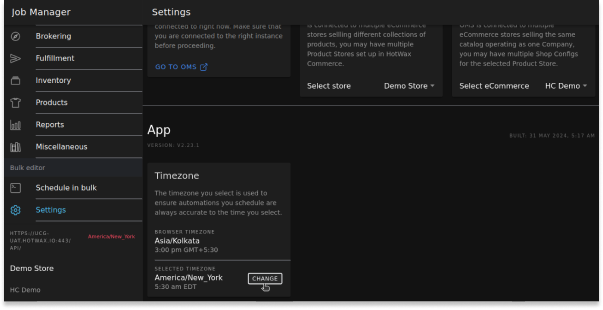 Job Manager
Brokering
Fulfillment
Inventory
Products
Reports
Miscellaneous
Bulk editor
Schedule in bulk
Settings
HTTPS://UCG-
UAT.HOTWAX.IO:443/
API/
America/New_York
Demo Store
HC Demo
Settings
connected to right now. Make sure that
you are connected to the right instance
before proceeding.
GO TO OMS
is connected to multiple eCommerce
stores selling different collections of
products, you may have multiple
Product Stores set up in HotWax
Commerce.
Select store
Demo Store
OMS is connected to multiple
eCommerce stores selling the same
catalog operating as one Company,
you may have multiple Shop Configs
for the selected Product Store.
Select eCommerce
HC Demo
App
VERSION: V2.23.1
BUILT: 31 MAY 2024, 5:17 AM
Timezone
The timezone you select is used to
ensure automations you schedule are
always accurate to the time you select.
BROWSER TIMEZONE
Asia/Kolkata
3:00 pm GMT+5:30
SELECTED TIMEZONE
America/New_York
5:30 am EDT
CHANGE